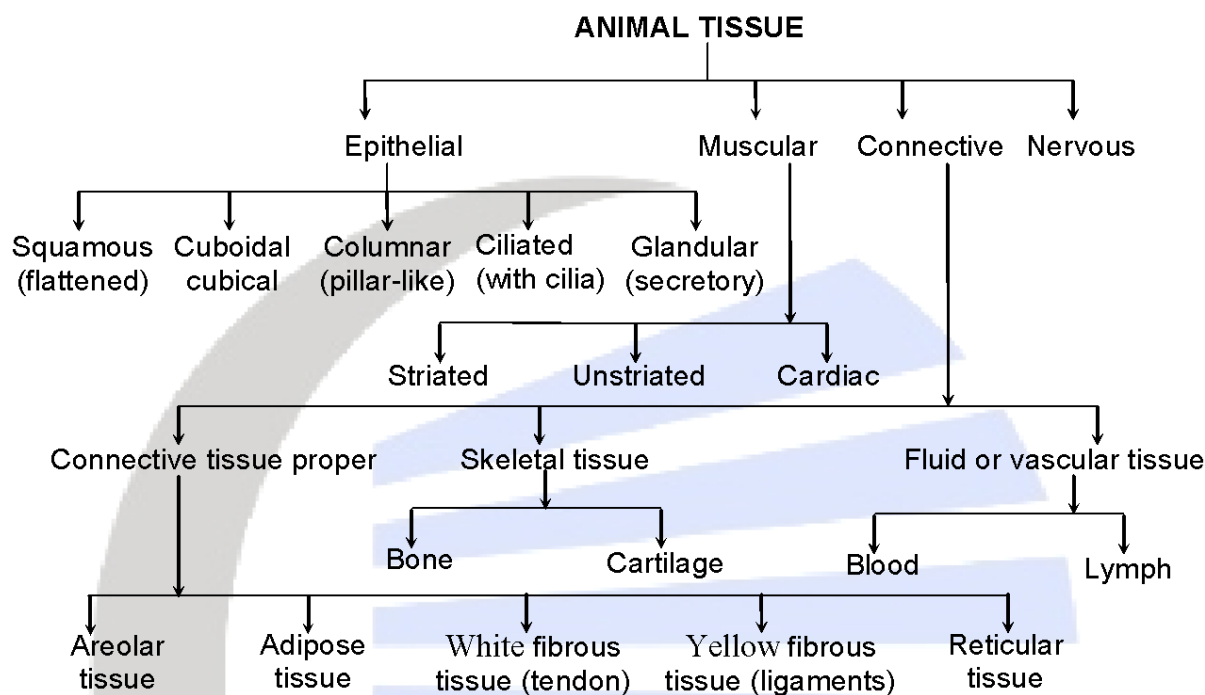 ANIMAL TISSUE
Epithelial Muscular Connective Nervous
Squamous Cuboidal Columnar Ciliated Glandular
(flattened) cubical (pillar-like) (with cilia) (secretory)
Striated Unstriated Cardiac
Connective tissue proper Skeletal tissue Fluid or vascular tissue
Bone Cartilage Blood Lymph
Areolar Adipose White fibrous Yellow fibrous Reticular
tissue tissue tissue (tendon) tissue (ligaments) tissue